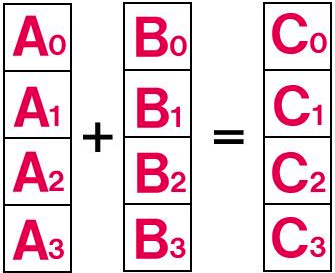 A0 B0 C0
A1 B1 C1
+ =
A2 B2 C2
A3 B3 C3